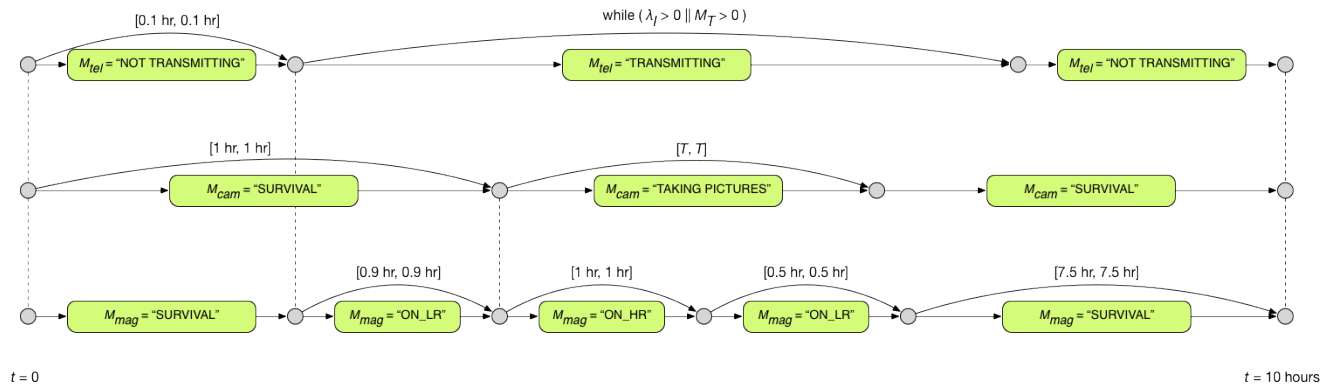 [0.1 hr, 0.1 hr]
while ( λI > 0 || MT > 0 )
Mtel = “NOT TRANSMITTING”
Mtel = “TRANSMITTING”
Mtel = “NOT TRANSMITTING”
[1 hr, 1 hr]
[T, T]
Mcam = “SURVIVAL”
Mcam = “TAKING PICTURES”
Mcam = “SURVIVAL”
[0.9 hr, 0.9 hr]
[1 hr, 1 hr]
[0.5 hr, 0.5 hr]
[7.5 hr, 7.5 hr]
Mmag = “SURVIVAL”
Mmag = “ON_LR”
Mmag = “ON_HR”
Mmag = “ON_LR”
Mmag = “SURVIVAL”
t = 0
t = 10 hours